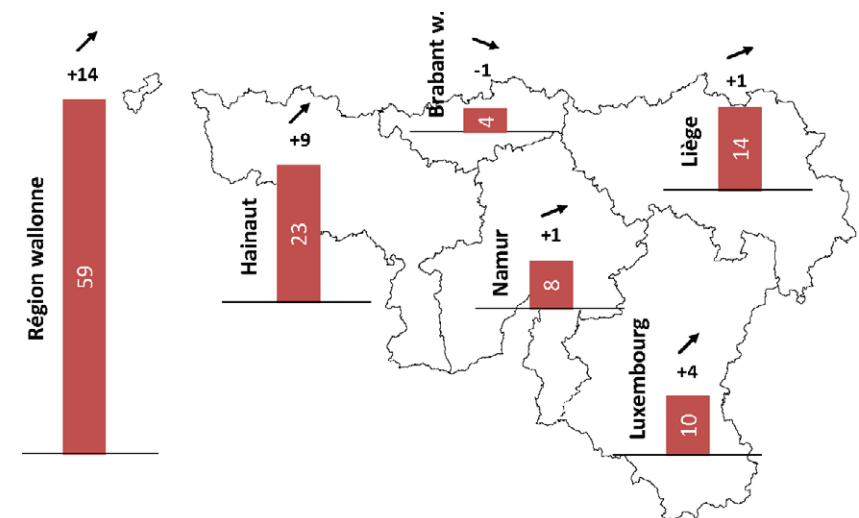 +14
Région wallonne
59
+9
Hainaut
23
Brabant w.
-1
4
+1
Liège
14
+1
Namur
8
+4
Luxembourg
10